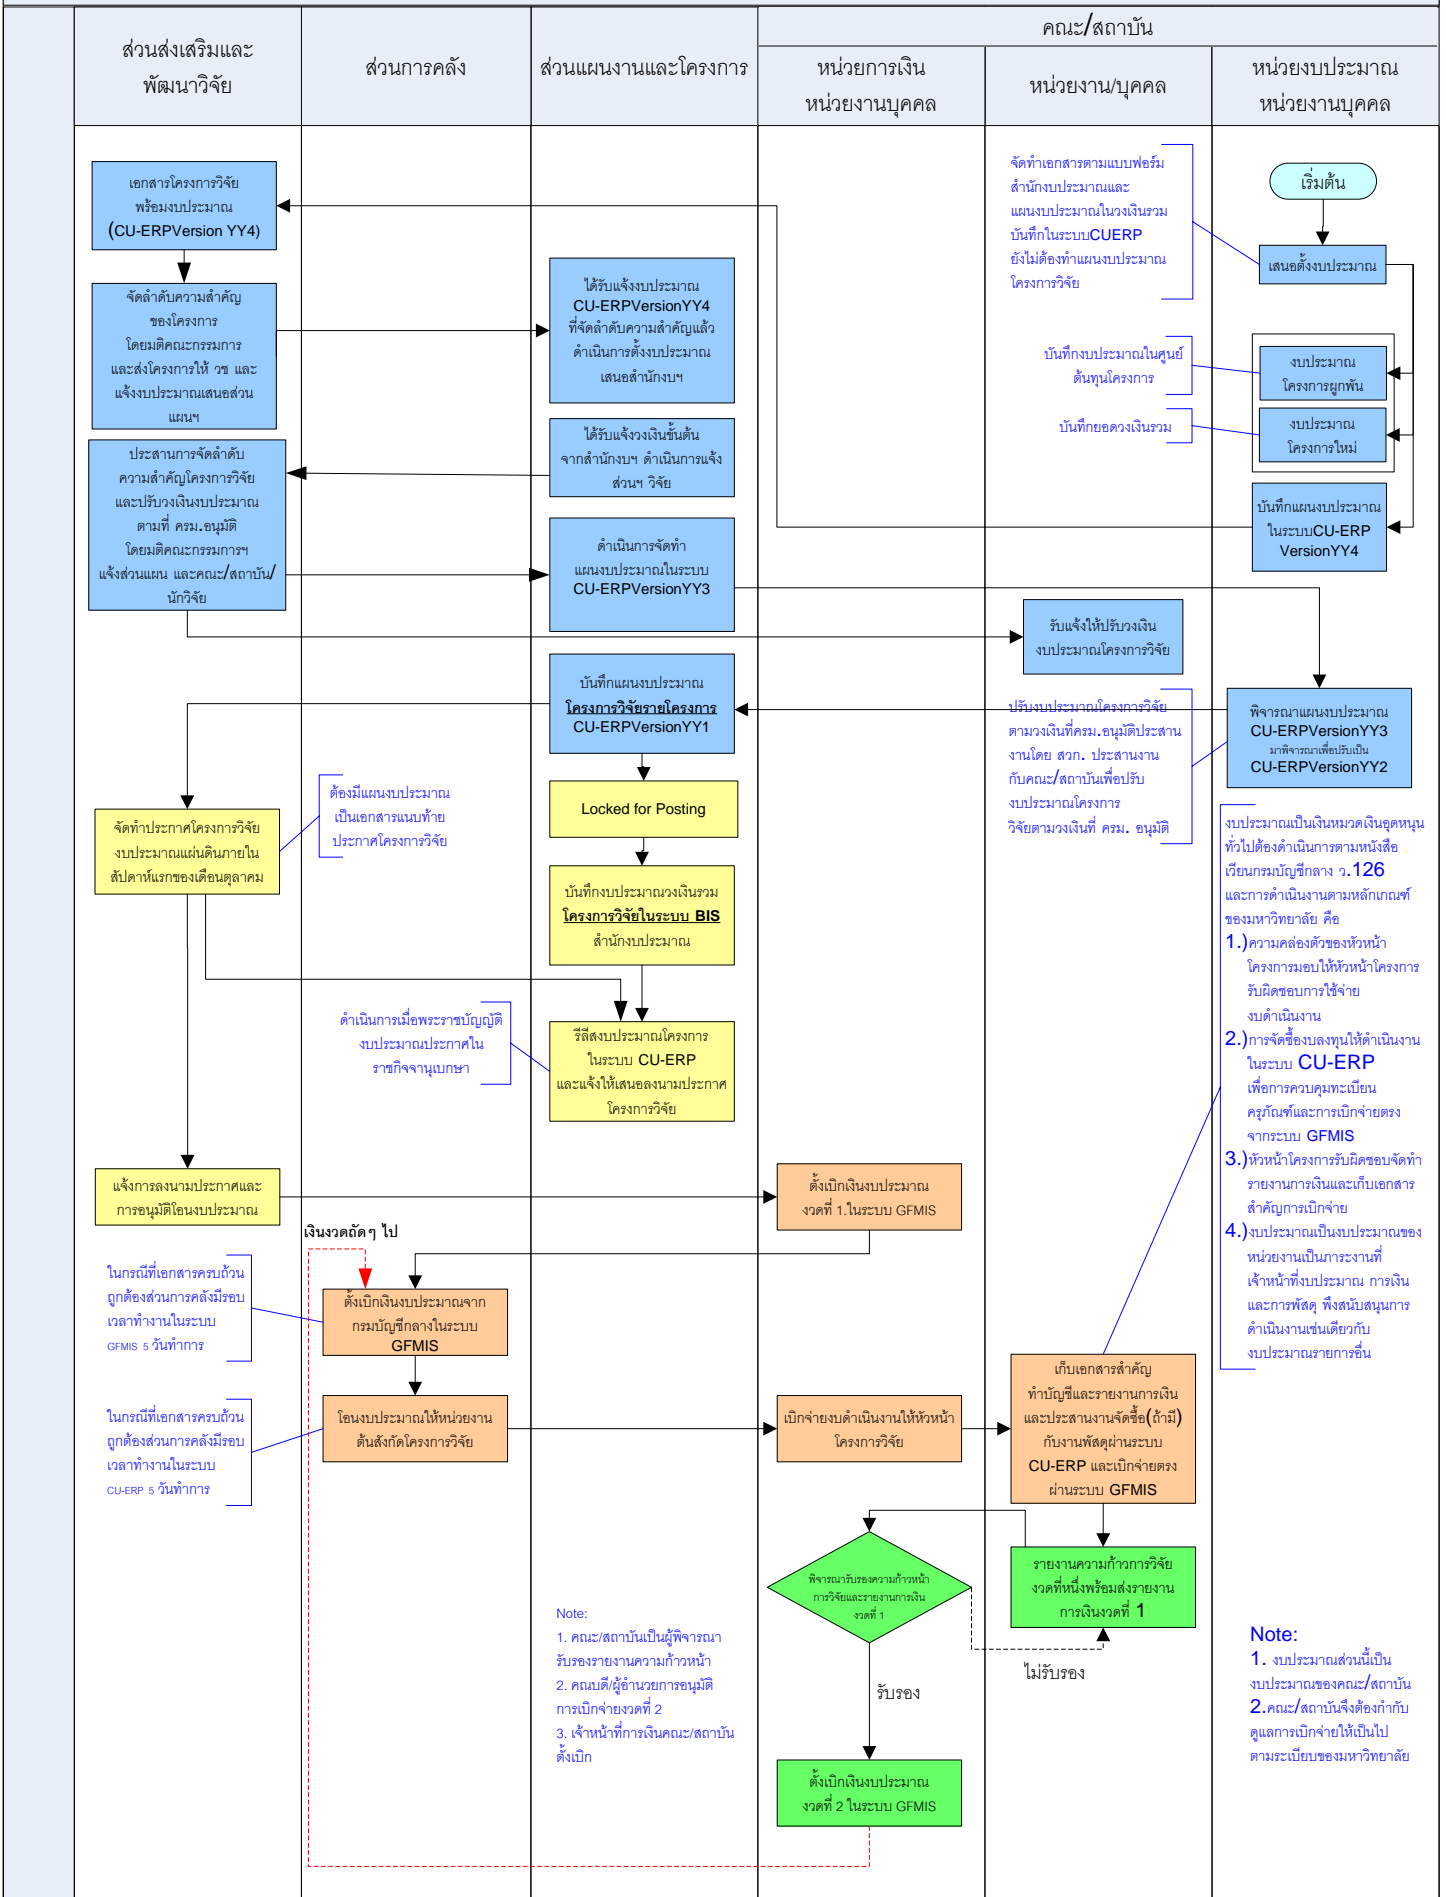 คณะ/สถาบัน
ส่วนส่งเสริมและ
พัฒนาวิจัย
ส่วนการคลัง
ส่วนแผนงานและโครงการ
หน่วยการเงิน
หน่วยงานบุคคล
หน่วยงาน/บุคคล
หน่วยงบประมาณ
หน่วยงานบุคคล
เริ่มต้น
จัดทำเอกสารตามแบบฟอร์ม
สำนักงบประมาณและ
แผนงบประมาณในวงเงินรวม
บันทึกในระบบCUERP
ยังไม่ต้องทำแผนงบประมาณ
โครงการวิจัย
เสนอตั้งงบประมาณ
บันทึกงบประมาณในศูนย์
ต้นทุนโครงการ
งบประมาณ
โครงการผูกพัน
บันทึกยอดวงเงินรวม
งบประมาณ
โครงการใหม่
บันทึกแผนงบประมาณ
ในระบบCU-ERP
VersionYY4
เอกสารโครงการวิจัย
พร้อมงบประมาณ
(CU-ERPVersion YY4)
จัดลำดับความสำคัญ
ของโครงการ
โดยมติคณะกรรมการ
และส่งโครงการให้ วช และ
แจ้งงบประมาณเสนอส่วน
แผนฯ
ได้รับแจ้งงบประมาณ
CU-ERPVersionYY4
ที่จัดลำดับความสำคัญแล้ว
ดำเนินการตั้งงบประมาณ
เสนอสำนักงบฯ
ได้รับแจ้งวงเงินขั้นต้น
จากสำนักงบฯ ดำเนินการแจ้ง
ส่วนฯ วิจัย
ประสานการจัดลำดับ
ความสำคัญโครงการวิจัย
และปรับวงเงินงบประมาณ
ตามที่ ครม.อนุมัติ
โดยมติคณะกรรมการฯ
แจ้งส่วนแผน และคณะ/สถาบัน/
นักวิจัย
ดำเนินการจัดทำ
แผนงบประมาณในระบบ
CU-ERPVersionYY3
รับแจ้งให้ปรับวงเงิน
งบประมาณโครงการวิจัย
บันทึกแผนงบประมาณ
โครงการวิจัยรายโครงการ
CU-ERPVersionYY1
ปรับงบประมาณโครงการวิจัย
ตามวงเงินที่ครม.อนุมัติประสาน
งานโดย สวก. ประสานงาน
กับคณะ/สถาบันเพื่อปรับ
งบประมาณโครงการ
วิจัยตามวงเงินที่ ครม. อนุมัติ
พิจารณาแผนงบประมาณ
CU-ERPVersionYY3
มาพิจารณาเพื่อปรับเป็น
CU-ERPVersionYY2
Locked for Posting
ต้องมีแผนงบประมาณ
เป็นเอกสารแนบท้าย
ประกาศโครงการวิจัย
จัดทำประกาศโครงการวิจัย
งบประมาณแผ่นดินภายใน
สัปดาห์แรกของเดือนตุลาคม
บันทึกงบประมาณวงเงินรวม
โครงการวิจัยในระบบ BIS
สำนักงบประมาณ
ดำเนินการเมื่อพระราชบัญญัติ
งบประมาณประกาศใน
ราชกิจจานุเบกษา
รีลีสงบประมาณโครงการ
ในระบบ CU-ERP
และแจ้งให้เสนอลงนามประกาศ
โครงการวิจัย
งบประมาณเป็นเงินหมวดเงินอุดหนุน
ทั่วไปต้องดำเนินการตามหนังสือ
เวียนกรมบัญชีกลาง ว.126
และการดำเนินงานตามหลักเกณฑ์
ของมหาวิทยาลัย คือ
1.)ความคล่องตัวของหัวหน้า
โครงการมอบให้หัวหน้าโครงการ
รับผิดชอบการใช้จ่าย
งบดำเนินงาน
2.)การจัดซื้องบลงทุนให้ดำเนินงาน
ในระบบ CU-ERP
เพื่อการควบคุมทะเบียน
ครุภัณฑ์และการเบิกจ่ายตรง
จากระบบ GFMIS
3.)หัวหน้าโครงการรับผิดชอบจัดทำ
รายงานการเงินและเก็บเอกสาร
สำคัญการเบิกจ่าย
4.)งบประมาณเป็นงบประมาณของ
หน่วยงานเป็นภาระงานที่
เจ้าหน้าที่งบประมาณ การเงิน
และการพัสดุ พึงสนับสนุนการ
ดำเนินงานเช่นเดียวกับ
งบประมาณรายการอื่น
แจ้งการลงนามประกาศและ
การอนุมัติโอนงบประมาณ
ตั้งเบิกเงินงบประมาณ
งวดที่ 1.ในระบบ GFMIS
เงินงวดถัดๆ ไป
ในกรณีที่เอกสารครบถ้วน
ถูกต้องส่วนการคลังมีรอบ
เวลาทำงานในระบบ
GFMIS 5 วันทำการ
ตั้งเบิกเงินงบประมาณจาก
กรมบัญชีกลางในระบบ
GFMIS
ในกรณีที่เอกสารครบถ้วน
ถูกต้องส่วนการคลังมีรอบ
เวลาทำงานในระบบ
CU-ERP 5 วันทำการ
โอนงบประมาณให้หน่วยงาน
ต้นสังกัดโครงการวิจัย
เบิกจ่ายงบดำเนินงานให้หัวหน้า
โครงการวิจัย
เก็บเอกสารสำคัญ
ทำบัญชีและรายงานการเงิน
และประสานงานจัดซื้อ(ถ้ามี)
กับงานพัสดุผ่านระบบ
CU-ERP และเบิกจ่ายตรง
ผ่านระบบ GFMIS
พิจารณารับรองความก้าวหน้า
การวิจัยและรายงานการเงิน
งวดที่ 1
รายงานความก้าวการวิจัย
งวดที่หนึ่งพร้อมส่งรายงาน
การเงินงวดที่ 1
ไม่รับรอง
รับรอง
Note:
1. คณะ/สถาบันเป็นผู้พิจารณา
รับรองรายงานความก้าวหน้า
2. คณบดี/ผู้อำนวยการอนุมัติ
การเบิกจ่ายงวดที่ 2
3. เจ้าหน้าที่การเงินคณะ/สถาบัน
ตั้งเบิก
Note:
1. งบประมาณส่วนนี้เป็น
งบประมาณของคณะ/สถาบัน
2.คณะ/สถาบันจึงต้องกำกับ
ดูแลการเบิกจ่ายให้เป็นไป
ตามระเบียบของมหาวิทยาลัย
ตั้งเบิกเงินงบประมาณ
งวดที่ 2 ในระบบ GFMIS